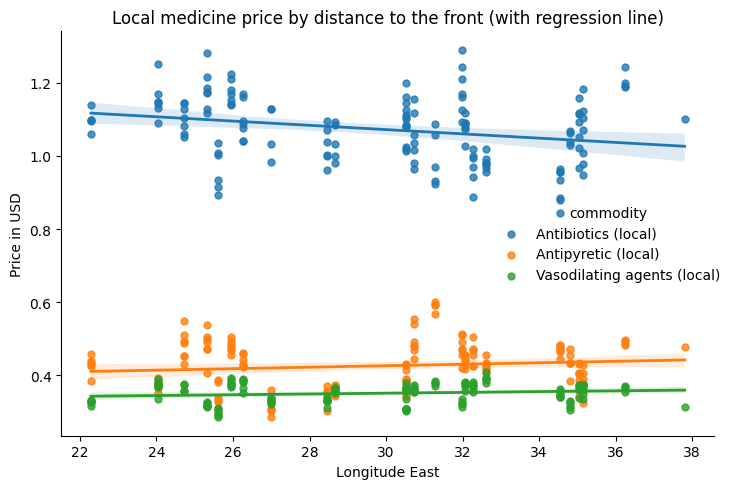 Local medicine price by distance to the front (with regression line)
1.2
1.0
0.8
0.6
0.4
Price in USD
commodity
Antibiotics (local)
Antipyretic (local)
Vasodilating agents (local)
22 24 26 28 30 32 34 36 38
Longitude East